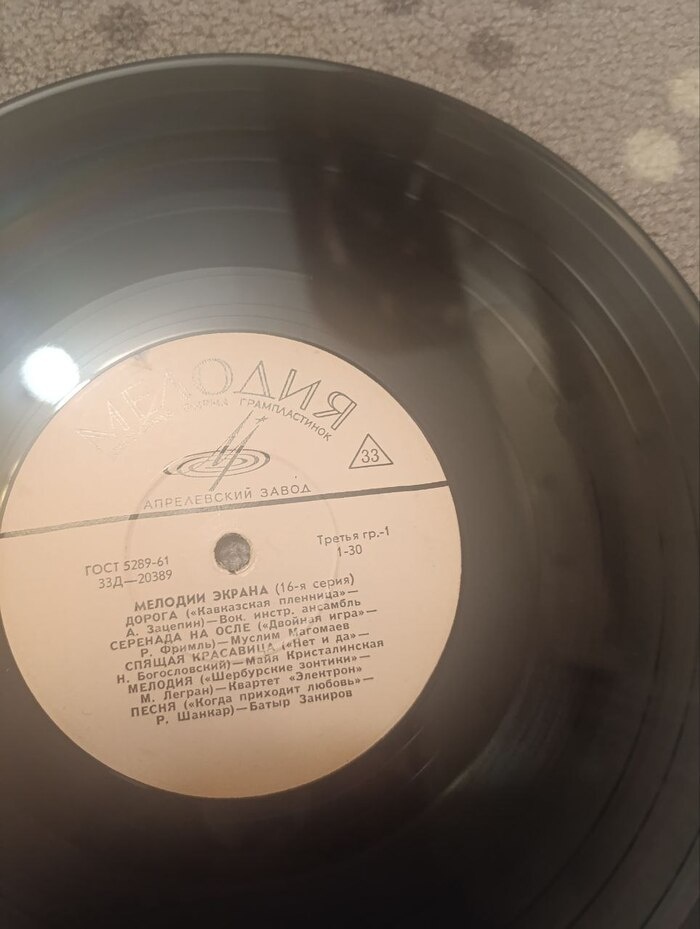 МЕЛОДИЯ
ФИРМА ГРАМПЛАСТИНОК
33
АПРЕЛЕВСКИЙ ЗАВОД
ГОСТ 5289-61
33Д—20389
Третья гр.-1
1-30
МЕЛОДИИ ЭКРАНА (16-я серия)
ДОРОГА («Кавказская пленница»—
А. Зацепин)—Вок. инстр. ансамбль
СЕРЕНАДА НА ОСЛЕ («Двойная игра»—
Р. Фримль)—Муслим Магомаев
СПЯЩАЯ КРАСАВИЦА («Нет и да»—
Н. Богословский)—Майя Кристалинская
МЕЛОДИЯ («Шербурские зонтики»—
М. Легран)—Квартет «Электрон»
ПЕСНЯ («Когда приходит любовь»—
Р. Шанкар)—Батыр Закиров